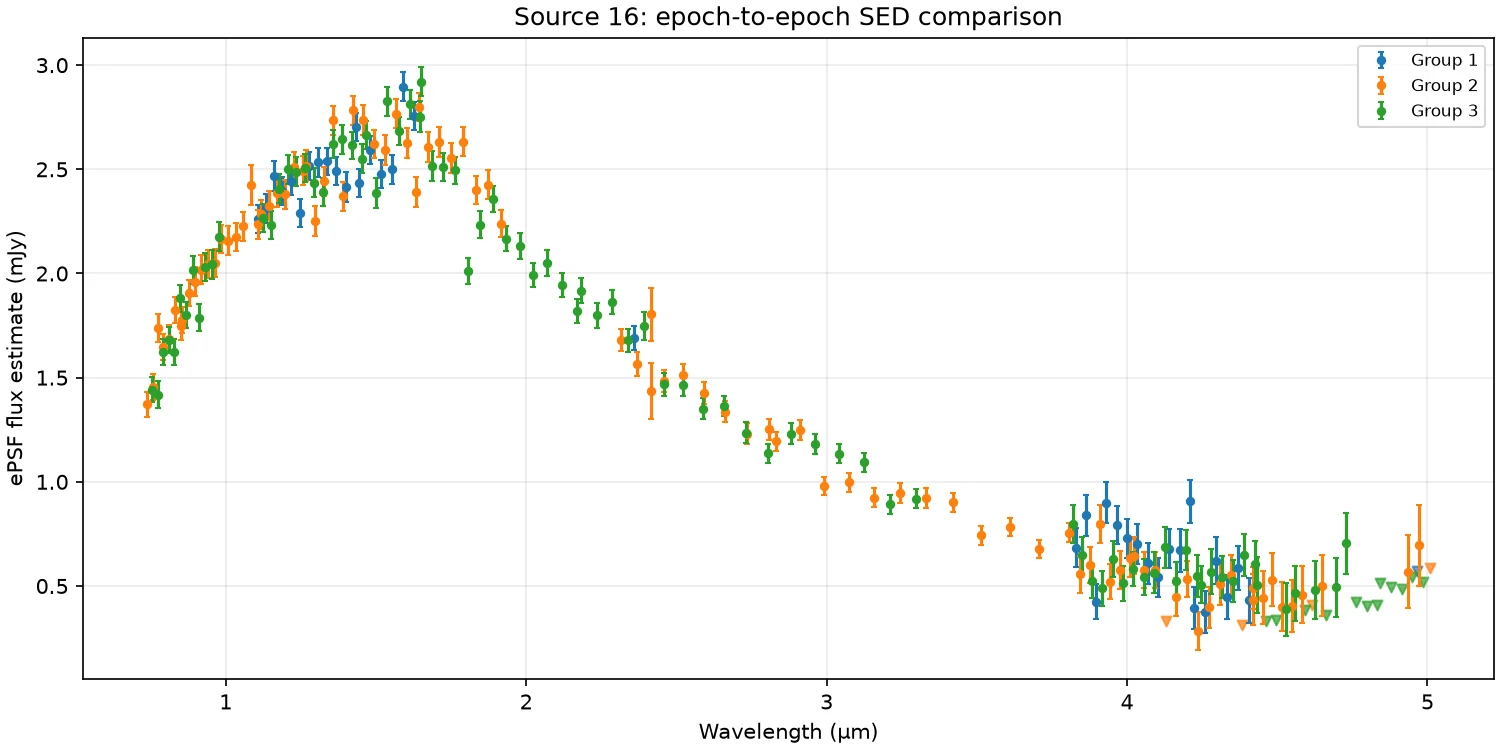 Source 16: epoch-to-epoch SED comparison
Group 1
Group 2
Group 3
ePSF flux estimate (mJy)
3.0
2.5
2.0
1.5
1.0
0.5
1 2 3 4 5
Wavelength (μm)